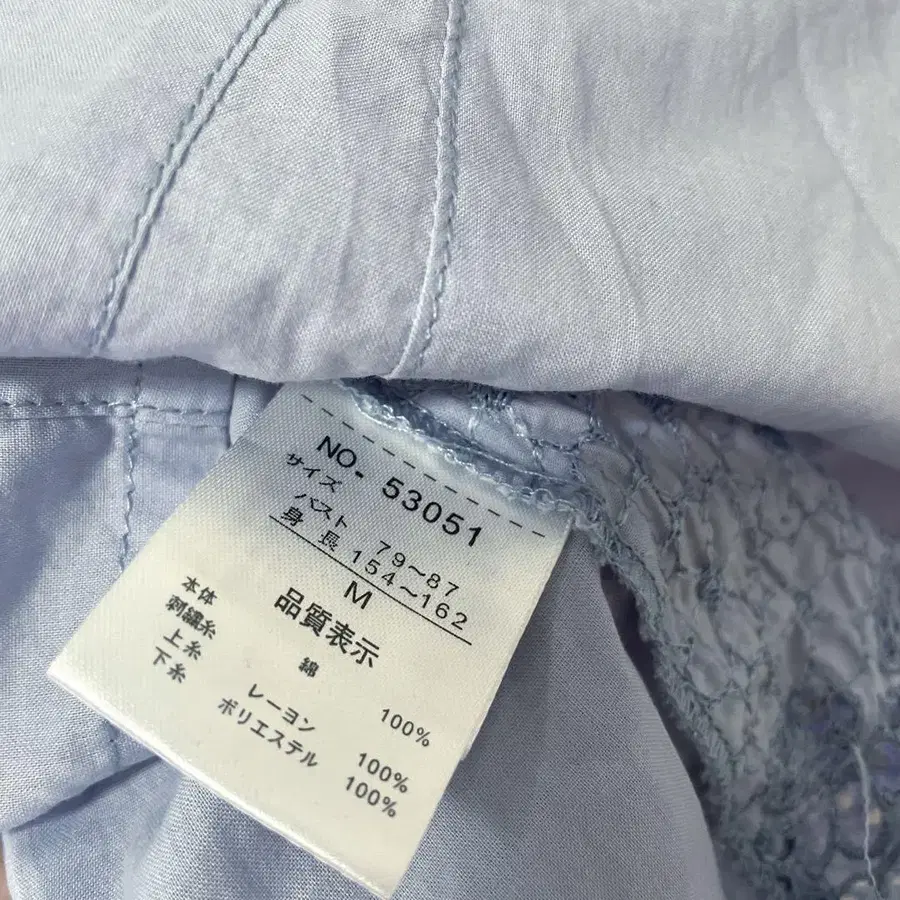 NO- 53051
サイズ
バスト 79~87
身長 154~162
M
品質表示
本体 綿 100%
刺繡糸
上糸 レーヨン 100%
下糸 ポリエステル 100%